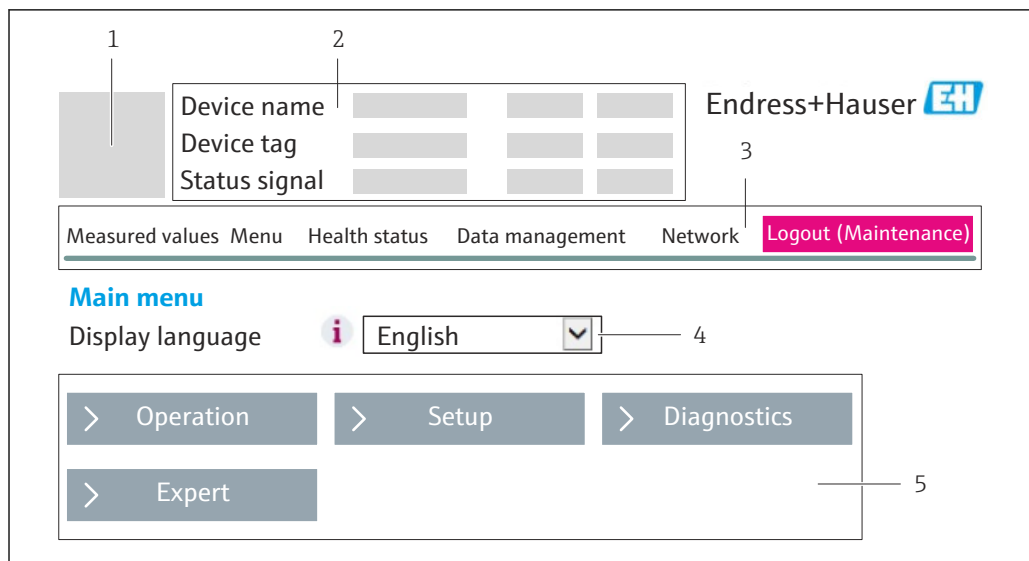 1 2
Device name
Endress+Hauser EH
Device tag
3
Status signal
Measured values Menu Health status Data management Network Logout (Maintenance)
Main menu
Display language i English 4
> Operation > Setup > Diagnostics
> Expert 5